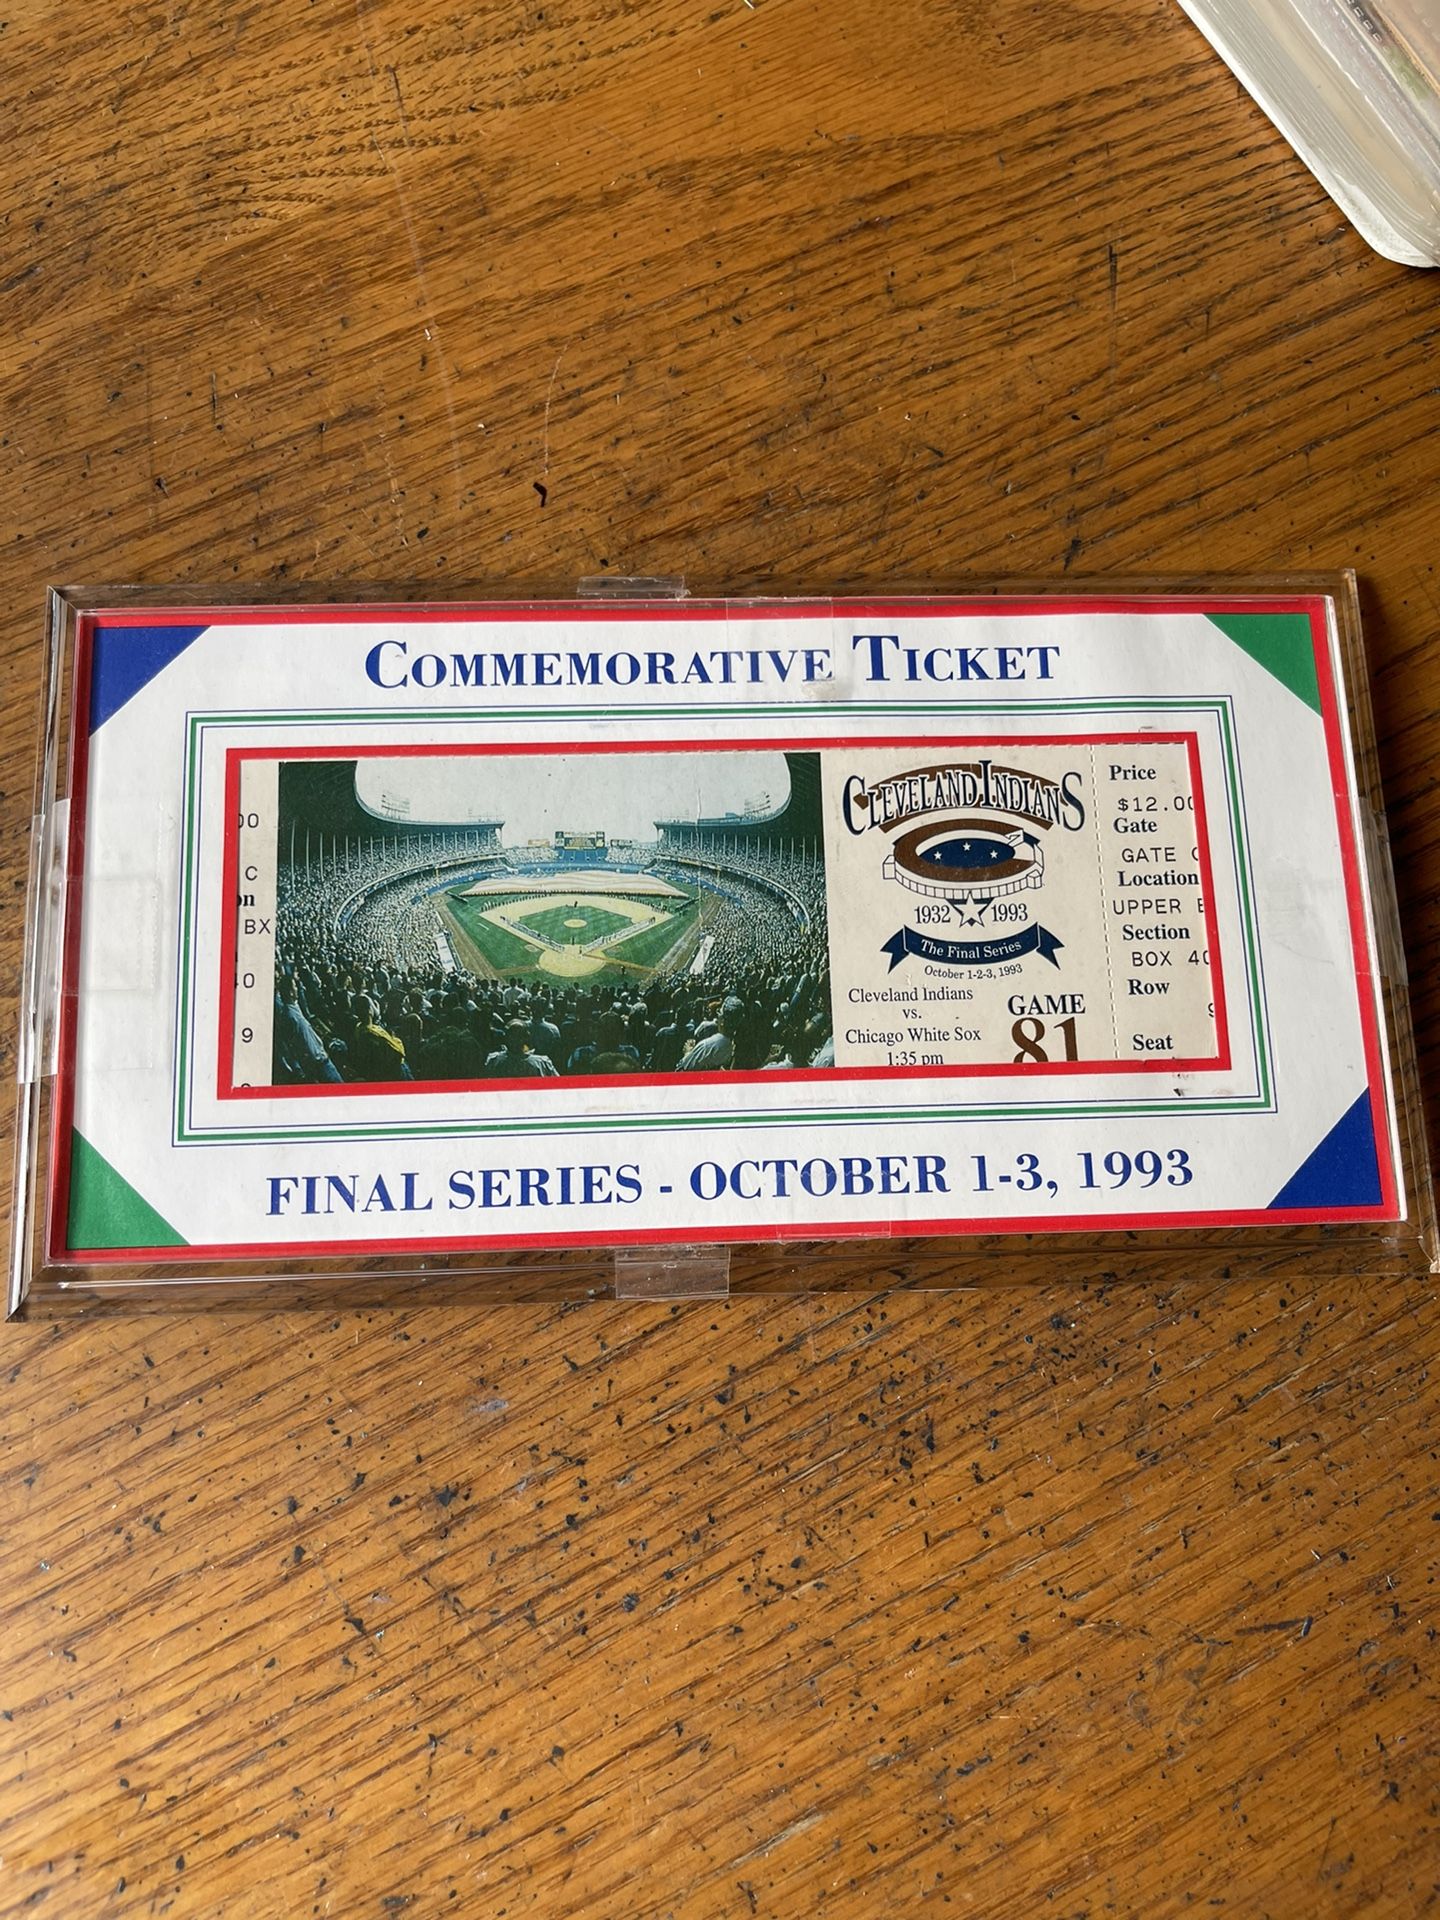 COMMEMORATIVE TICKET
00
C
on
BX
40
9
CLEVELAND INDIANS
1932 1993
The Final Series
October 1-2-3, 1993
Cleveland Indians
vs.
Chicago White Sox
1:35 pm
GAME
81
Price
$12.00
Gate
GATE C
Location
UPPER B
Section
BOX 40
Row
9
Seat
FINAL SERIES - OCTOBER 1-3, 1993